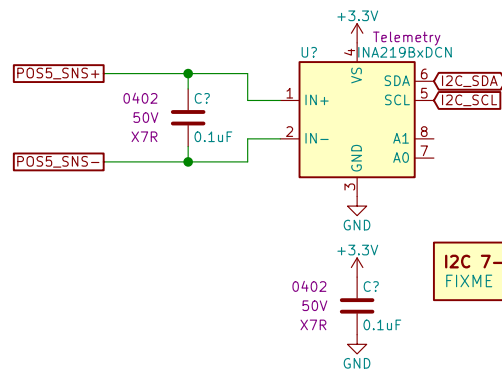 +3.3V
Telemetry
U?
INA219BxDCN
POS5_SNS+
4
VS
SDA
6
I2C_SDA
0402
C?
1
IN+
SCL
5
I2C_SCL
50V
X7R
0.1uF
2
IN-
A1
8
POS5_SNS-
GND
A0
7
3
GND
+3.3V
I2C 7-
FIXME
0402
C?
50V
X7R
0.1uF
GND